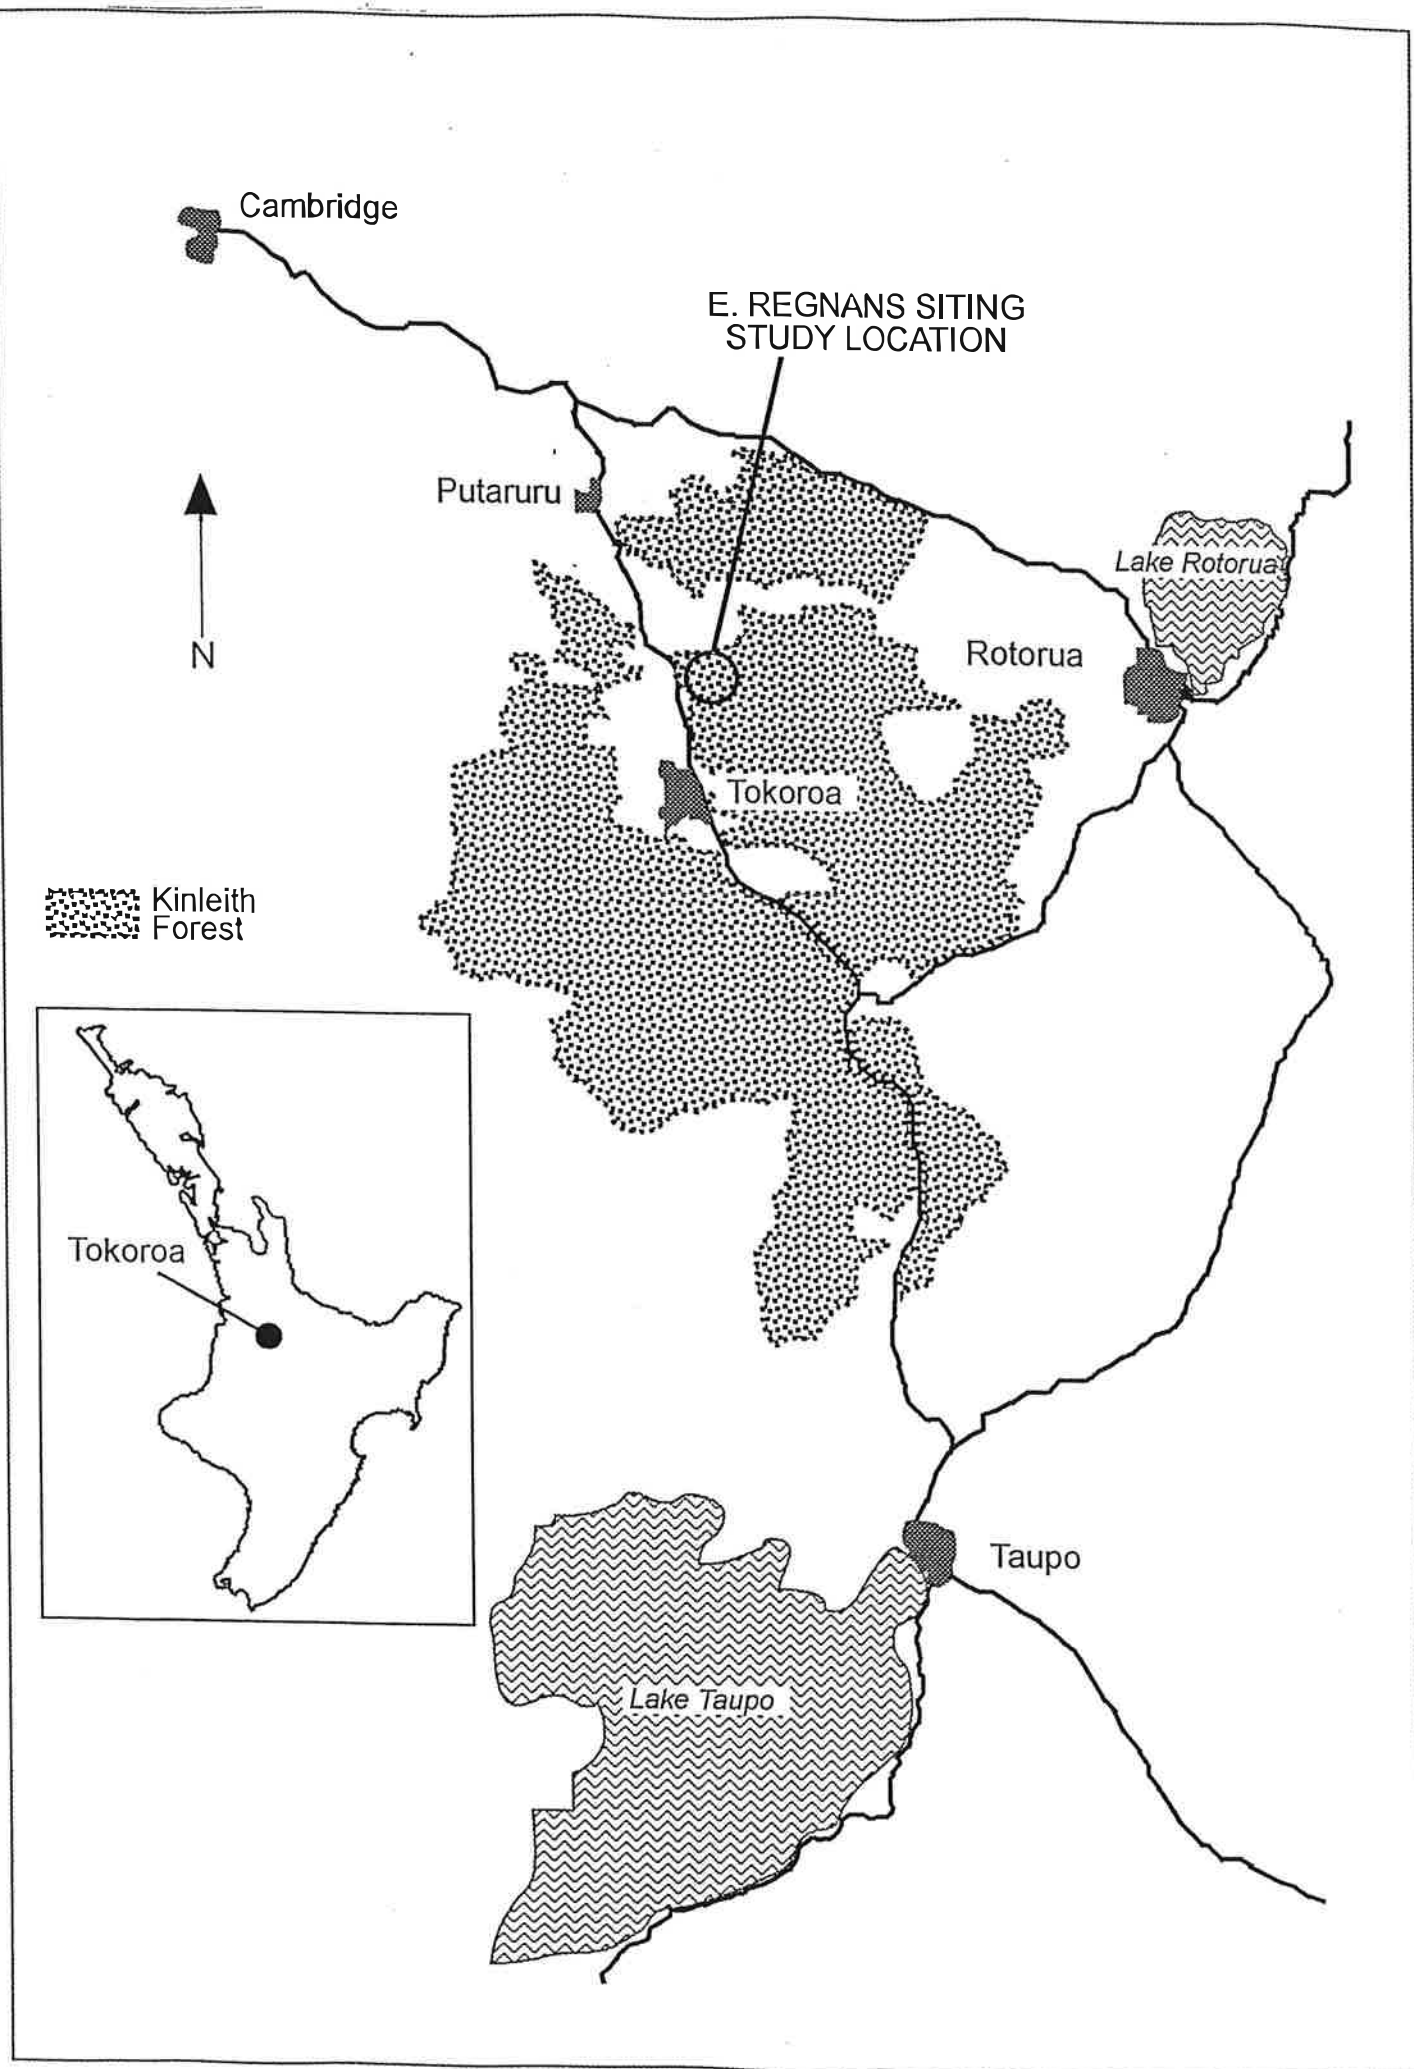 Cambridge
E. REGNANS SITING
STUDY LOCATION
Putaruru
Lake Rotorua
N
Rotorua
Tokoroa
Kinleith
Forest
Tokoroa
Taupo
Lake Taupo